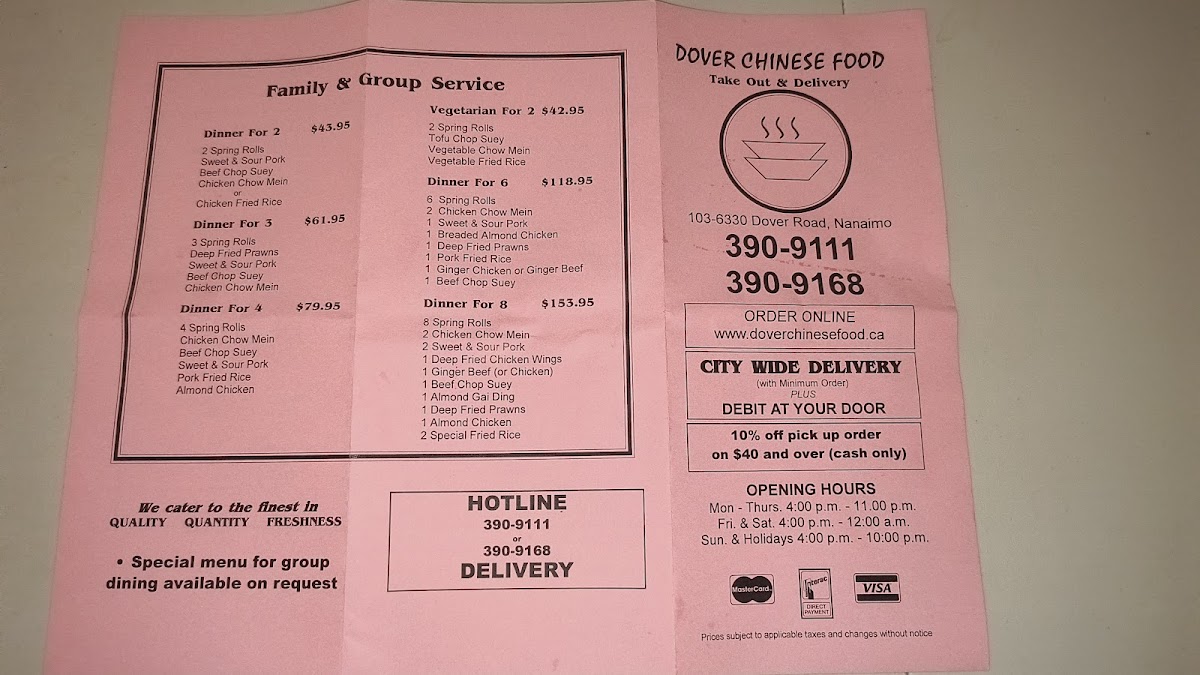 Family & Group Service
Dinner For 2 $43.95
2 Spring Rolls
Sweet & Sour Pork
Beef Chop Suey
Chicken Chow Mein
or
Chicken Fried Rice
Dinner For 3 $61.95
3 Spring Rolls
Deep Fried Prawns
Sweet & Sour Pork
Beef Chop Suey
Chicken Chow Mein
Dinner For 4 $79.95
4 Spring Rolls
Chicken Chow Mein
Beef Chop Suey
Sweet & Sour Pork
Pork Fried Rice
Almond Chicken
Vegetarian For 2 $42.95
2 Spring Rolls
Tofu Chop Suey
Vegetable Chow Mein
Vegetable Fried Rice
Dinner For 6 $118.95
6 Spring Rolls
2 Chicken Chow Mein
1 Sweet & Sour Pork
1 Breaded Almond Chicken
1 Deep Fried Prawns
1 Pork Fried Rice
1 Ginger Chicken or Ginger Beef
1 Beef Chop Suey
Dinner For 8 $153.95
8 Spring Rolls
2 Chicken Chow Mein
2 Sweet & Sour Pork
1 Deep Fried Chicken Wings
1 Ginger Beef (or Chicken)
1 Beef Chop Suey
1 Almond Gai Ding
1 Deep Fried Prawns
1 Almond Chicken
2 Special Fried Rice
We cater to the finest in
QUALITY QUANTITY FRESHNESS
• Special menu for group
dining available on request
HOTLINE
390-9111
or
390-9168
DELIVERY
DOVER CHINESE FOOD
Take Out & Delivery
103-6330 Dover Road, Nanaimo
390-9111
390-9168
ORDER ONLINE
www.doverchinesefood.ca
CITY WIDE DELIVERY
(with Minimum Order)
PLUS
DEBIT AT YOUR DOOR
10% off pick up order
on $40 and over (cash only)
OPENING HOURS
Mon - Thurs. 4:00 p.m. - 11.00 p.m.
Fri. & Sat. 4:00 p.m. - 12:00 a.m.
Sun. & Holidays 4:00 p.m. - 10:00 p.m.
MasterCard
Interac
DIRECT
PAYMENT
VISA
Prices subject to applicable taxes and changes without notice